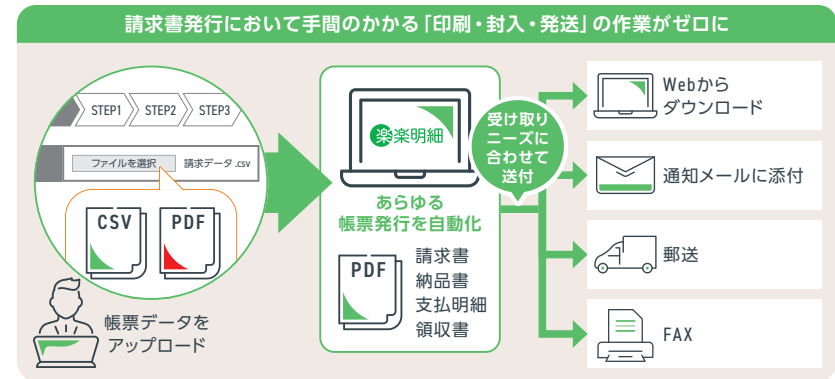 請求書発行において手間のかかる「印刷・封入・発送」の作業がゼロに
STEP1
STEP2
STEP3
ファイルを選択
請求データ.csv
CSV
PDF
帳票データを
アップロード
楽楽明細
あらゆる
帳票発行を自動化
PDF
請求書
納品書
支払明細
領収書
受け取り
ニーズに
合わせて
送付
Webから
ダウンロード
通知メールに添付
郵送
FAX